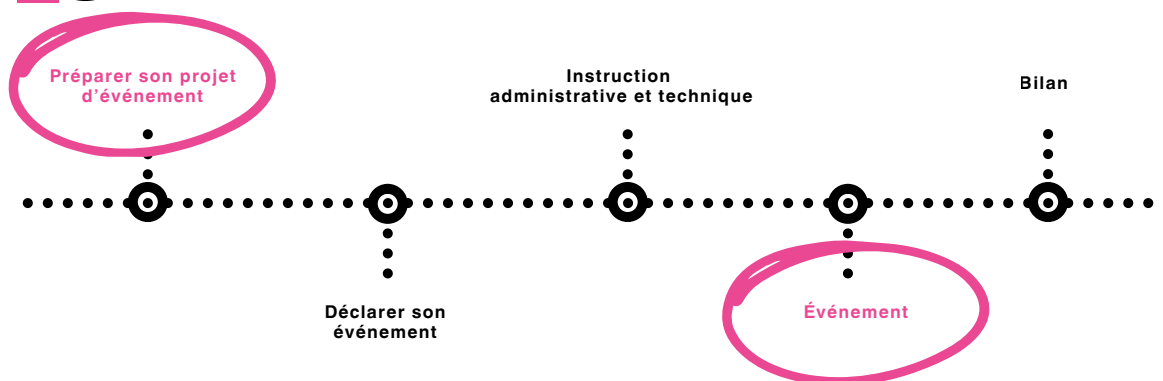 Préparer son projet
d'événement
Instruction
administrative et technique
Bilan
Déclarer son
événement
Événement